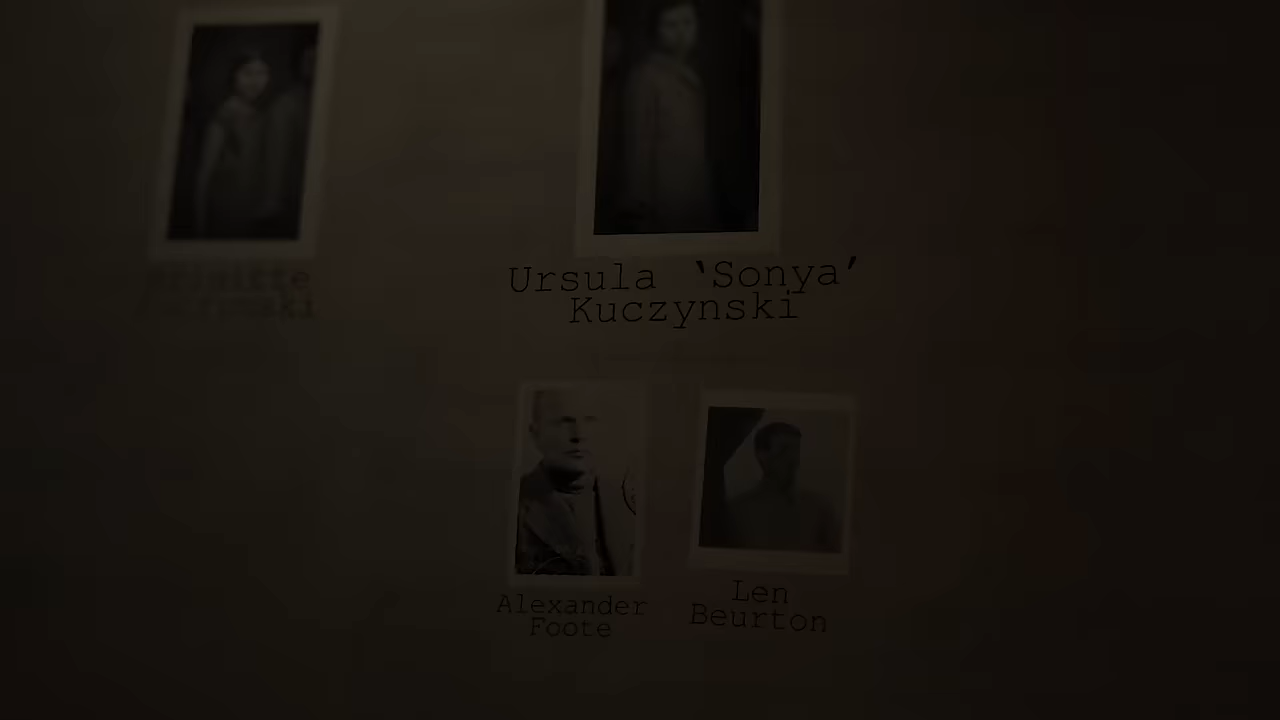 Ursula ‘Sonya’
Kuczynski
Alexander
Foote
Len
Beurton